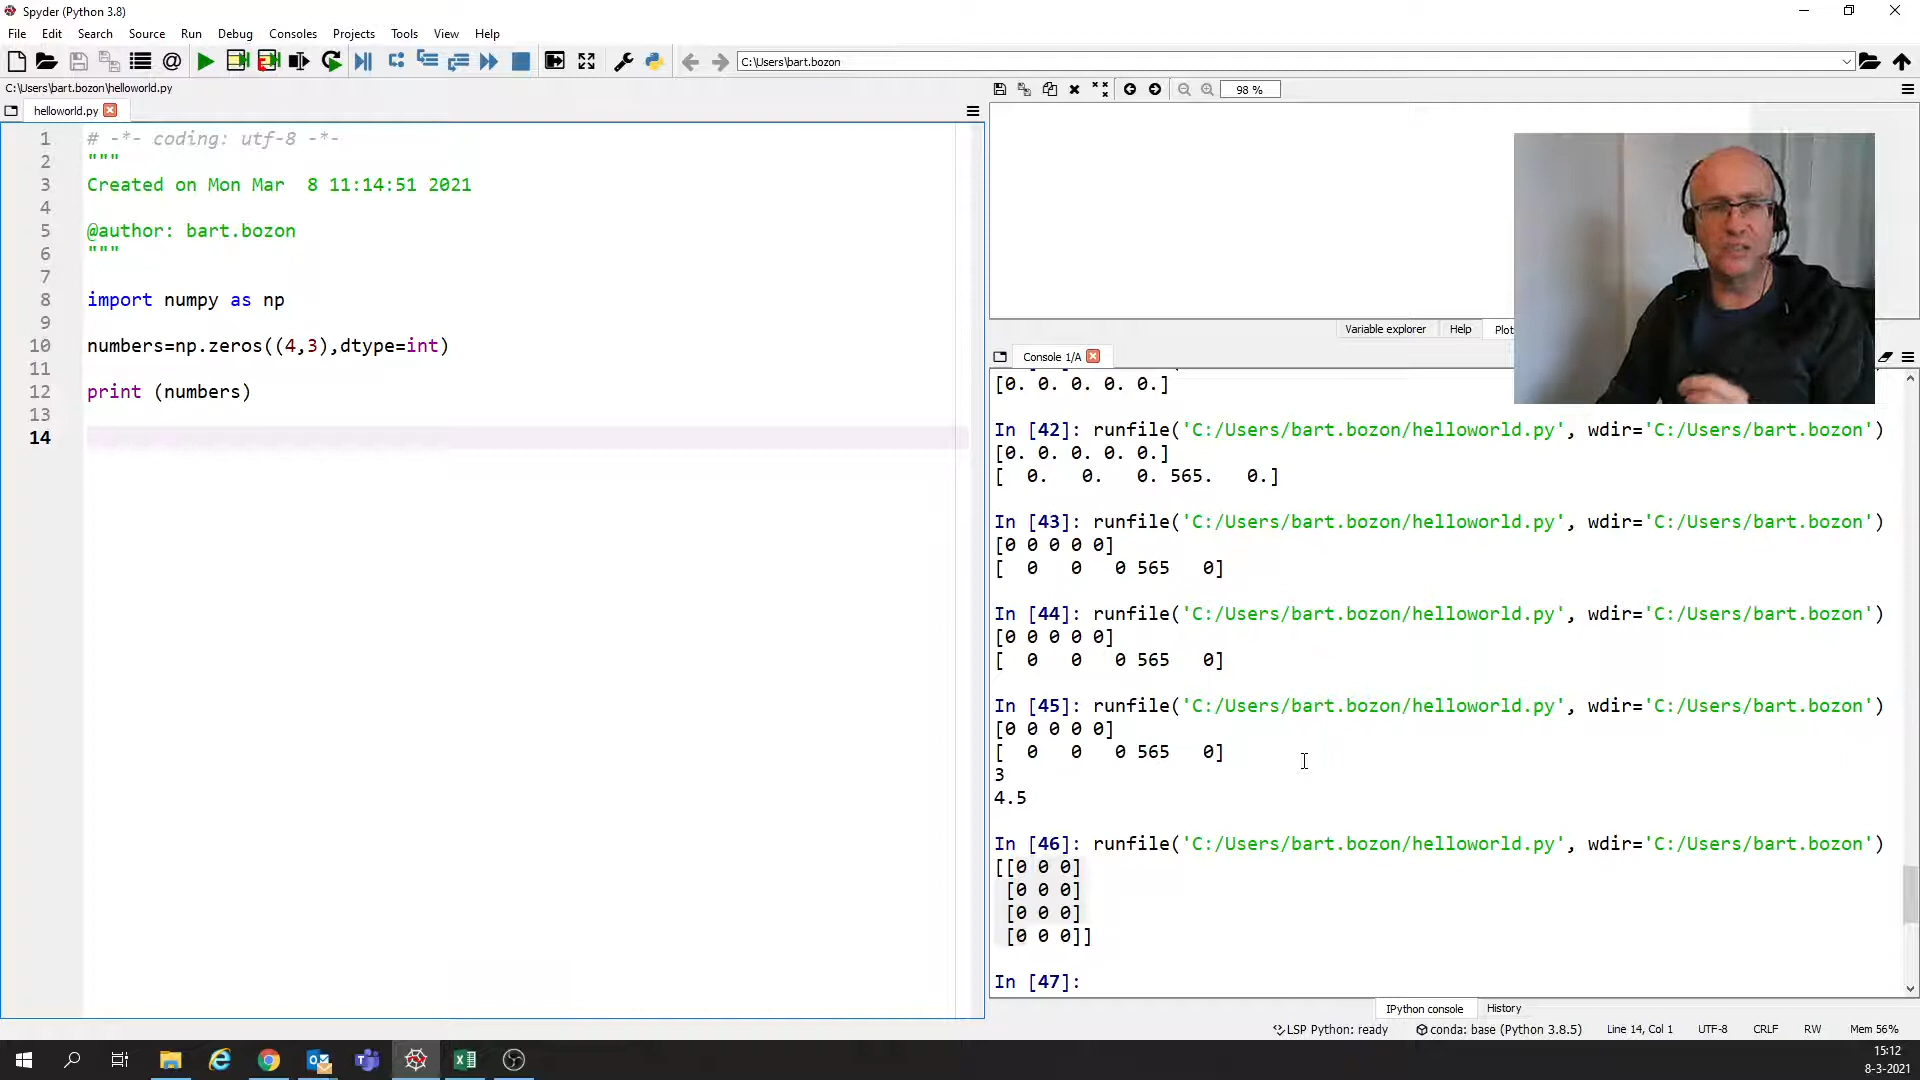 Spyder (Python 3.8)
File Edit Search Source Run Debug Consoles Projects Tools View Help
C:\Users\bart.bozon
C:\Users\bart.bozon\helloworld.py
helloworld.py
98 %
1 # -*- coding: utf-8 -*-
2 """
3 Created on Mon Mar  8 11:14:51 2021
4
5 @author: bart.bozon
6 """
7
8 import numpy as np
9
10 numbers=np.zeros((4,3),dtype=int)
11
12 print (numbers)
13
14
Variable explorer Help Plot
Console 1/A
[0. 0. 0. 0. 0.]
In [42]: runfile('C:/Users/bart.bozon/helloworld.py', wdir='C:/Users/bart.bozon')
[0. 0. 0. 0. 0.]
[  0.   0.   0. 565.   0.]
In [43]: runfile('C:/Users/bart.bozon/helloworld.py', wdir='C:/Users/bart.bozon')
[0 0 0 0 0]
[  0   0   0 565   0]
In [44]: runfile('C:/Users/bart.bozon/helloworld.py', wdir='C:/Users/bart.bozon')
[0 0 0 0 0]
[  0   0   0 565   0]
In [45]: runfile('C:/Users/bart.bozon/helloworld.py', wdir='C:/Users/bart.bozon')
[0 0 0 0 0]
[  0   0   0 565   0]
3
4.5
In [46]: runfile('C:/Users/bart.bozon/helloworld.py', wdir='C:/Users/bart.bozon')
[[0 0 0]
 [0 0 0]
 [0 0 0]
 [0 0 0]]
In [47]:
IPython console History
LSP Python: ready conda: base (Python 3.8.5) Line 14, Col 1 UTF-8 CRLF RW Mem 56%
15:12
8-3-2021